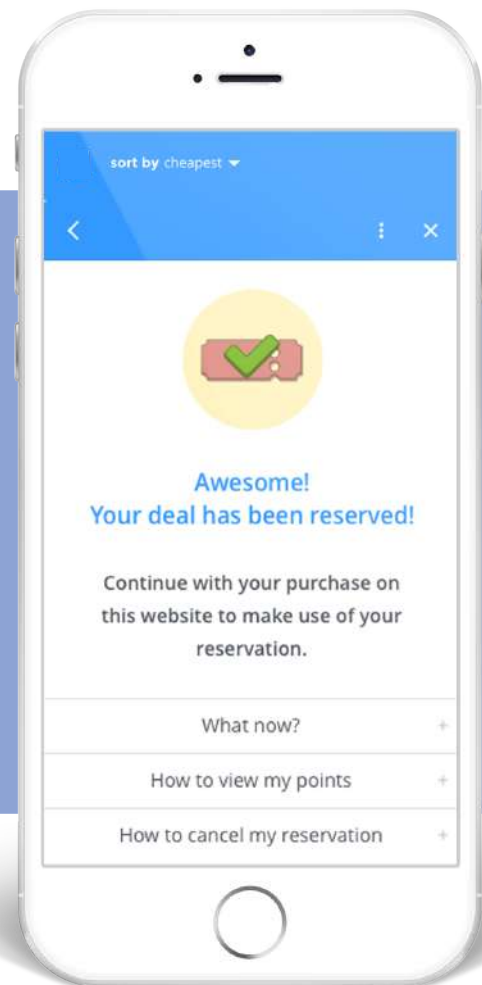 sort by cheapest
Awesome!
Your deal has been reserved!
Continue with your purchase on
this website to make use of your
reservation.
What now?
How to view my points
How to cancel my reservation